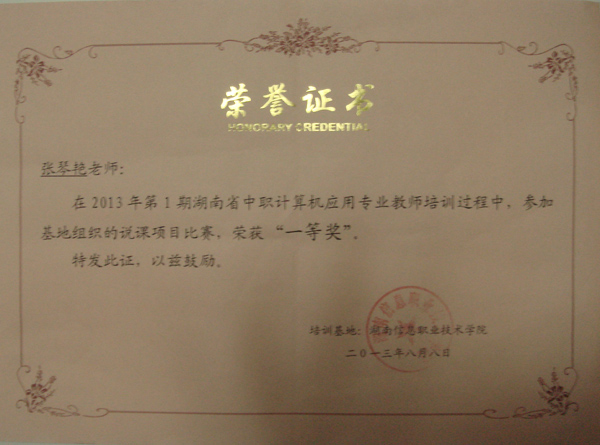 荣誉证书
HONORARY CREDENTIAL
张琴艳老师：
在2013年第1期湖南省中职计算机应用专业教师培训过程中，参加
基地组织的说课项目比赛，荣获“一等奖”。
特发此证，以兹鼓励。
培训基地：湖南信息职业技术学院
二〇一三年八月八日